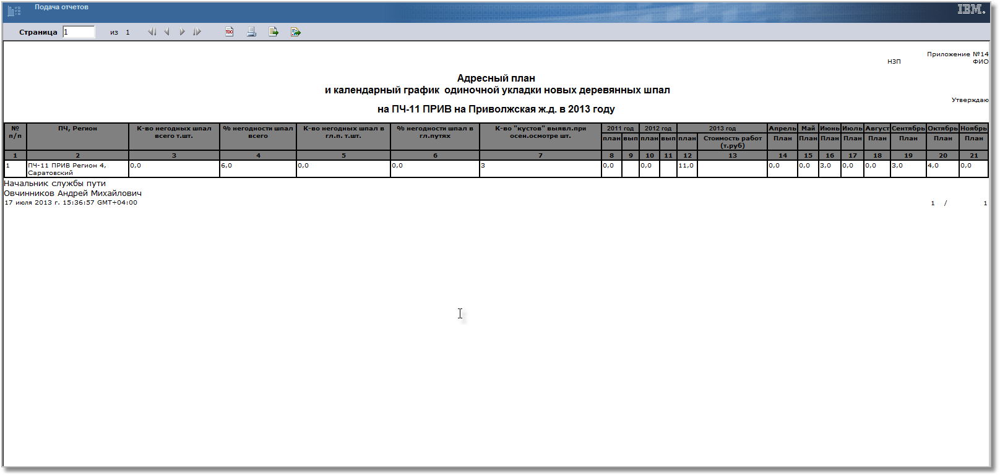 Подача отчетов
IBM.
Страница 1 из 1
TOC
Приложение №14
НЗП ФИО
Адресный план
и календарный график одиночной укладки новых деревянных шпал
Утверждаю
на ПЧ-11 ПРИВ на Приволжская ж.д. в 2013 году
№ ПЧ, Регион К-во негодных шпал % негодности шпал К-во негодных шпал в % негодности шпал в К-во "кустов" выявл.при 2011 год 2012 год 2013 год Апрель Май Июнь Июль Август Сентябрь Октябрь Ноябрь
п/п всего т.шт. всего гл.п. т.шт. гл.путях осен.осмотре шт. план вып план вып план Стоимость работ План План План План План План План План
(т.руб)
1 2 3 4 5 6 7 8 9 10 11 12 13 14 15 16 17 18 19 20 21
1 ПЧ-11 ПРИВ Регион 4, 0,0 6,0 0,0 0,0 3 0,0 0,0 11,0 0,0 0,0 3,0 0,0 0,0 3,0 4,0 0,0
Саратовский
Начальник службы пути
Овчинников Андрей Михайлович
17 июля 2013 г. 15:36:57 GMT+04:00 1 / 1